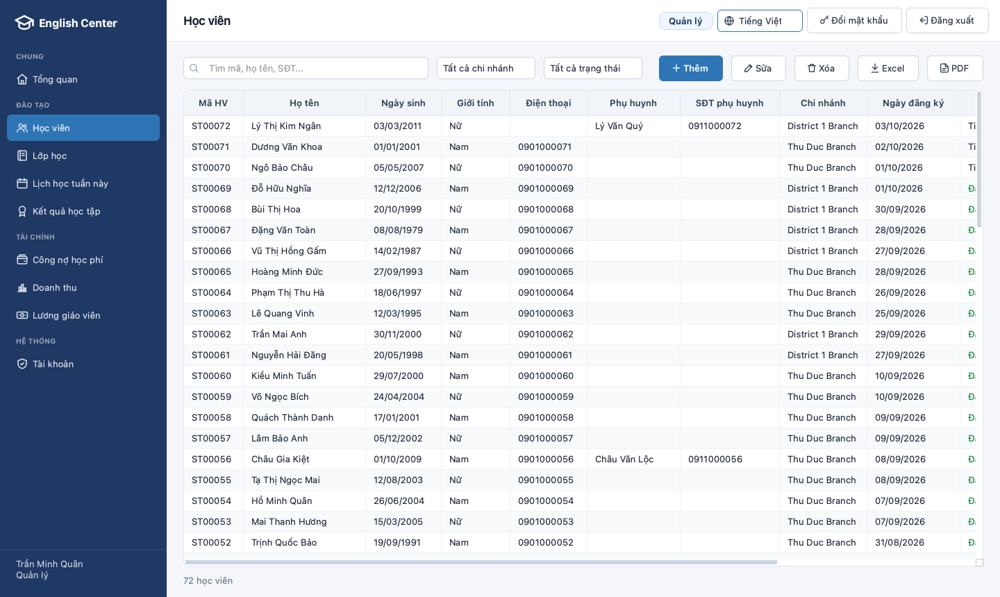 English Center
CHUNG
Tổng quan
ĐÀO TẠO
Học viên
Lớp học
Lịch học tuần này
Kết quả học tập
TÀI CHÍNH
Công nợ học phí
Doanh thu
Lương giáo viên
HỆ THỐNG
Tài khoản
Trần Minh Quân
Quản lý
Học viên
Quản lý
Tiếng Việt
Đổi mật khẩu
Đăng xuất
Tìm mã, họ tên, SĐT...
Tất cả chi nhánh
Tất cả trạng thái
Thêm
Sửa
Xóa
Excel
PDF
Mã HV Họ tên Ngày sinh Giới tính Điện thoại Phụ huynh SĐT phụ huynh Chi nhánh Ngày đăng ký
ST00072 Lý Thị Kim Ngân 03/03/2011 Nữ Lý Văn Quý 0911000072 District 1 Branch 03/10/2026
ST00071 Dương Văn Khoa 01/01/2001 Nam 0901000071 Thu Duc Branch 02/10/2026
ST00070 Ngô Bảo Châu 05/05/2007 Nữ 0901000070 Thu Duc Branch 01/10/2026
ST00069 Đỗ Hữu Nghĩa 12/12/2006 Nam 0901000069 District 1 Branch 01/10/2026
ST00068 Bùi Thị Hoa 20/10/1999 Nữ 0901000068 District 1 Branch 30/09/2026
ST00067 Đặng Văn Toàn 08/08/1979 Nam 0901000067 District 1 Branch 28/09/2026
ST00066 Vũ Thị Hồng Gấm 14/02/1987 Nữ 0901000066 District 1 Branch 27/09/2026
ST00065 Hoàng Minh Đức 27/09/1993 Nam 0901000065 Thu Duc Branch 28/09/2026
ST00064 Phạm Thị Thu Hà 18/06/1997 Nữ 0901000064 Thu Duc Branch 26/09/2026
ST00063 Lê Quang Vinh 12/03/1995 Nam 0901000063 Thu Duc Branch 25/09/2026
ST00062 Trần Mai Anh 30/11/2000 Nữ 0901000062 District 1 Branch 29/09/2026
ST00061 Nguyễn Hải Đăng 20/05/1998 Nam 0901000061 District 1 Branch 27/09/2026
ST00060 Kiều Minh Tuấn 29/07/2000 Nam 0901000060 Thu Duc Branch 10/09/2026
ST00059 Võ Ngọc Bích 24/04/2004 Nữ 0901000059 Thu Duc Branch 10/09/2026
ST00058 Quách Thành Danh 17/01/2001 Nam 0901000058 Thu Duc Branch 09/09/2026
ST00057 Lâm Bảo Anh 05/12/2002 Nữ 0901000057 Thu Duc Branch 09/09/2026
ST00056 Châu Gia Kiệt 01/10/2009 Nam 0901000056 Châu Văn Lộc 0911000056 Thu Duc Branch 08/09/2026
ST00055 Tạ Thị Ngọc Mai 12/08/2003 Nữ 0901000055 Thu Duc Branch 08/09/2026
ST00054 Hồ Minh Quân 26/06/2004 Nam 0901000054 Thu Duc Branch 07/09/2026
ST00053 Mai Thanh Hương 15/03/2005 Nữ 0901000053 Thu Duc Branch 07/09/2026
ST00052 Trịnh Quốc Bảo 19/09/1991 Nam 0901000052 Thu Duc Branch 31/08/2026
72 học viên